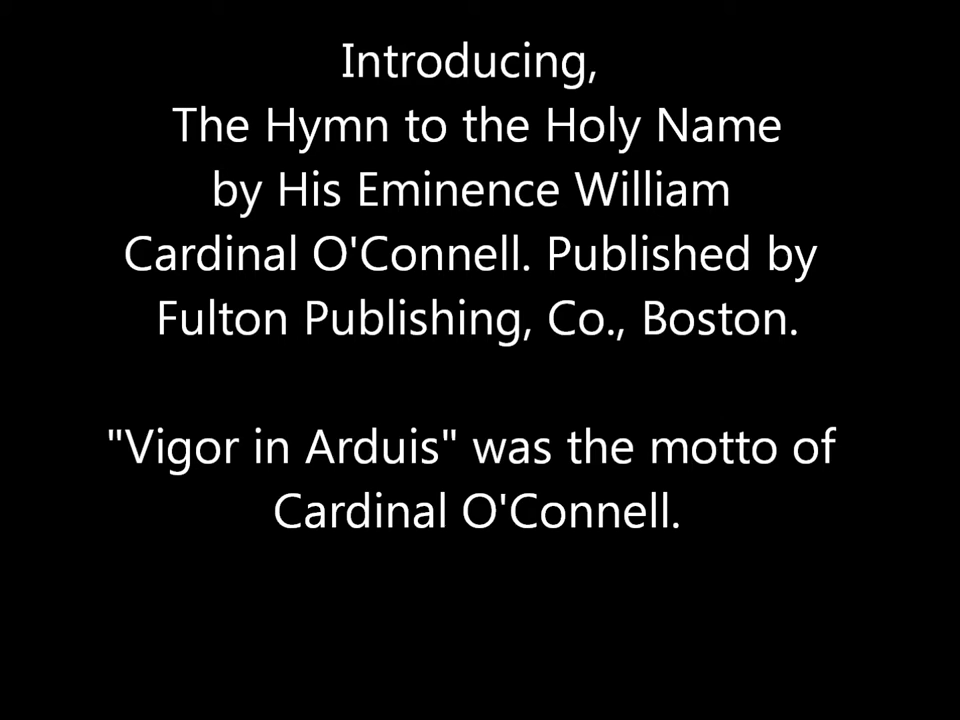 Introducing,
The Hymn to the Holy Name
by His Eminence William
Cardinal O'Connell. Published by
Fulton Publishing, Co., Boston.
"Vigor in Arduis" was the motto of
Cardinal O'Connell.